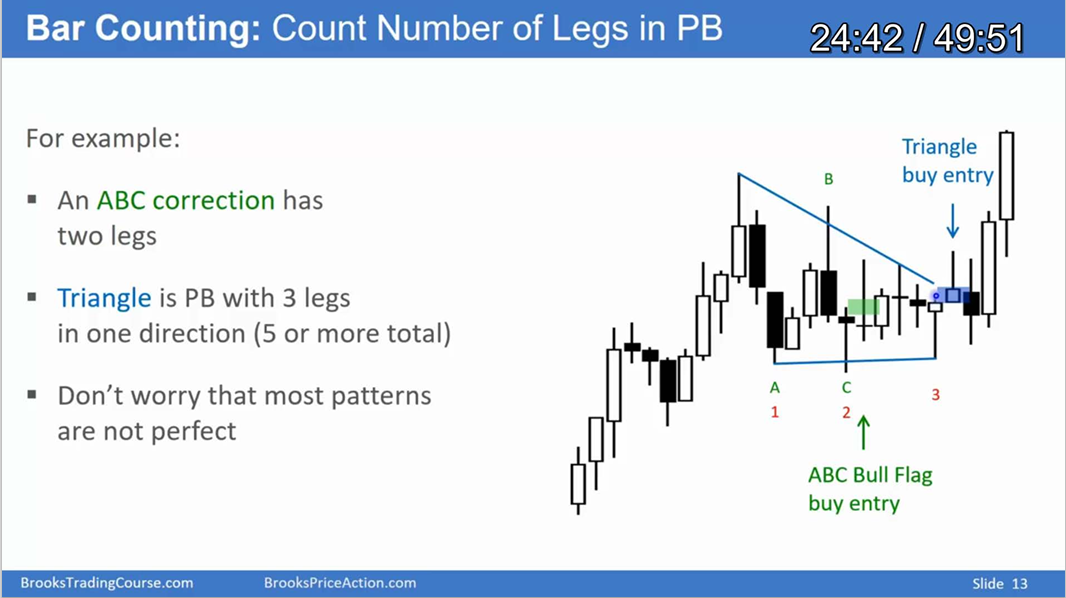 Bar Counting: Count Number of Legs in PB
24:42 / 49:51
For example:
▪ An ABC correction has
two legs
▪ Triangle is PB with 3 legs
in one direction (5 or more total)
▪ Don't worry that most patterns
are not perfect
Triangle
buy entry
B
A
C
1
2
3
ABC Bull Flag
buy entry
BrooksTradingCourse.com
BrooksPriceAction.com
Slide 13